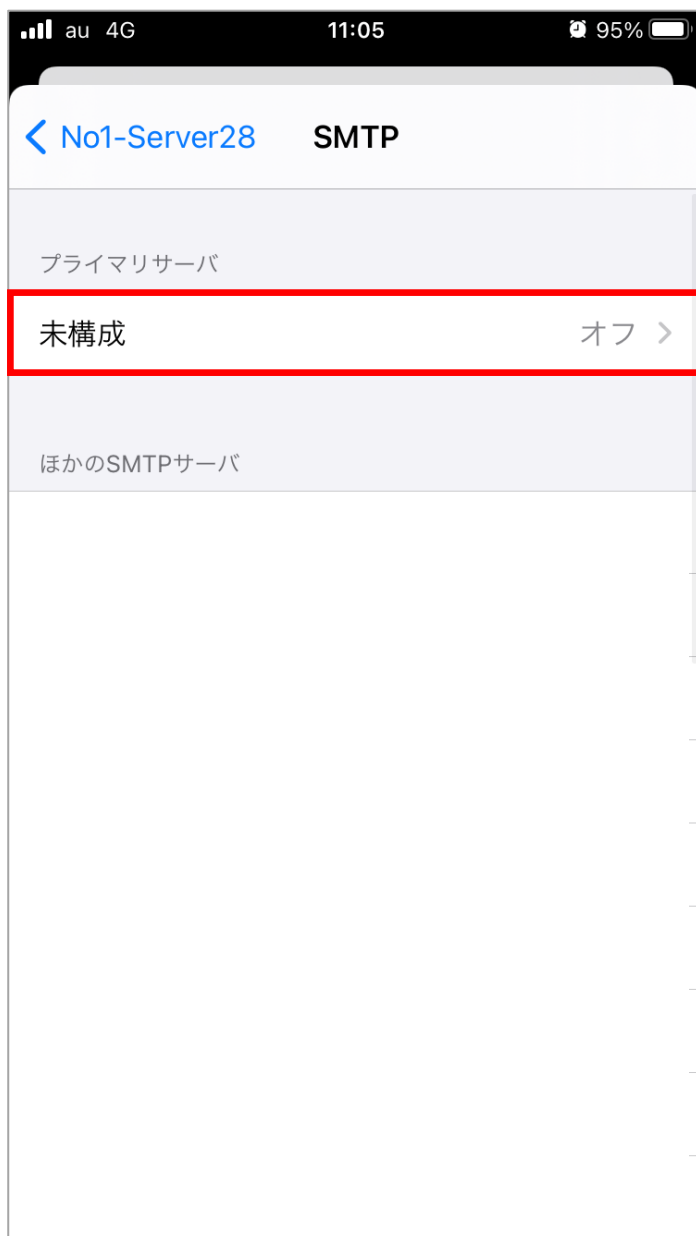 au 4G 11:05 95%
No1-Server28 SMTP
プライマリサーバ
未構成 オフ
ほかのSMTPサーバ